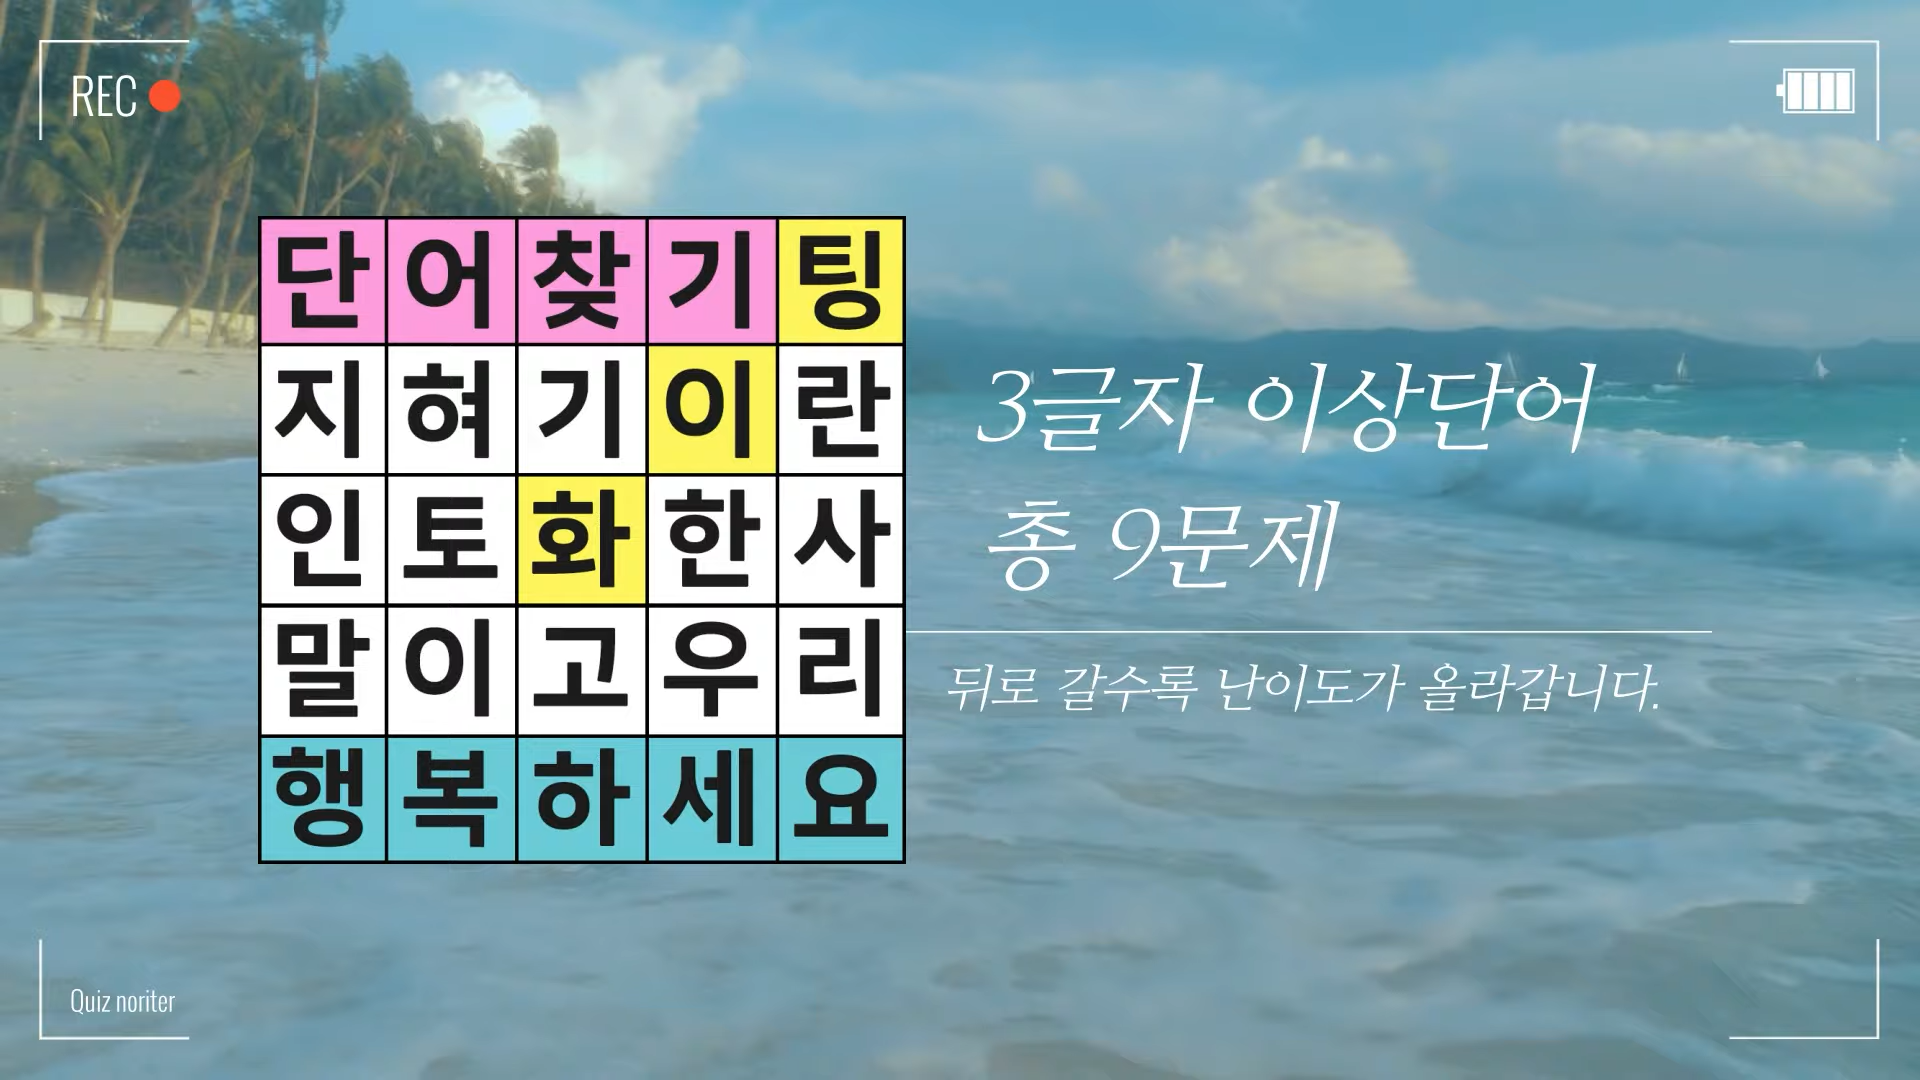 REC
단어찾기팅
지혀기이란
인토화한사
말이고우리
행복하세요
3글자 이상단어
총 9문제
뒤로 갈수록 난이도가 올라갑니다.
Quiz noriter